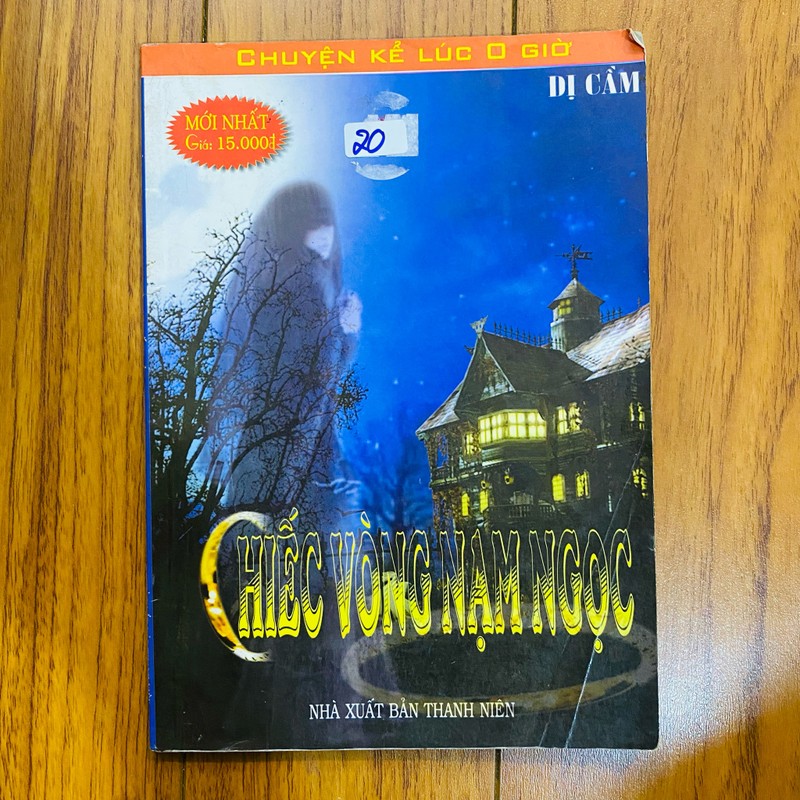 CHUYỆN KỂ LÚC 0 GIỜ
DỊ CẦM
MỚI NHẤT
Giá: 15.000đ
20
CHIẾC VÒNG NẠM NGỌC
NHÀ XUẤT BẢN THANH NIÊN